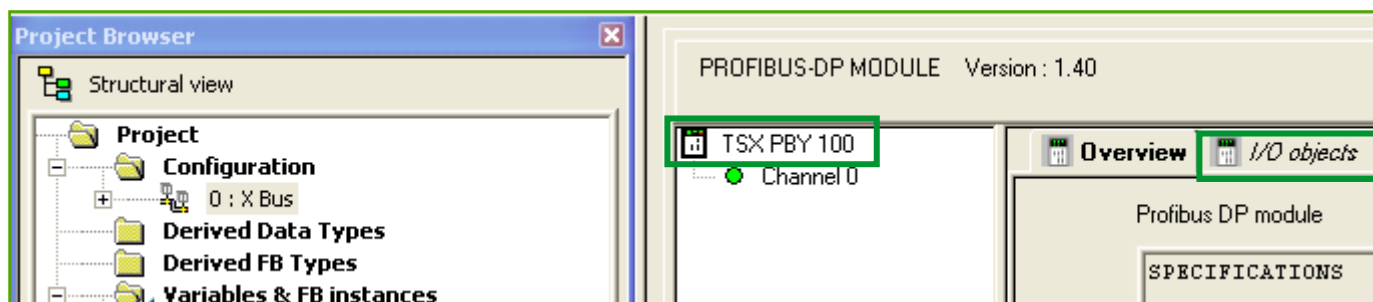 Project Browser
Structural view
Project
Configuration
0 : X Bus
Derived Data Types
Derived FB Types
Variables & FB instances
PROFIBUS-DP MODULE Version : 1.40
TSX PBY 100
Channel 0
Overview I/O objects
Profibus DP module
SPECIFICATIONS